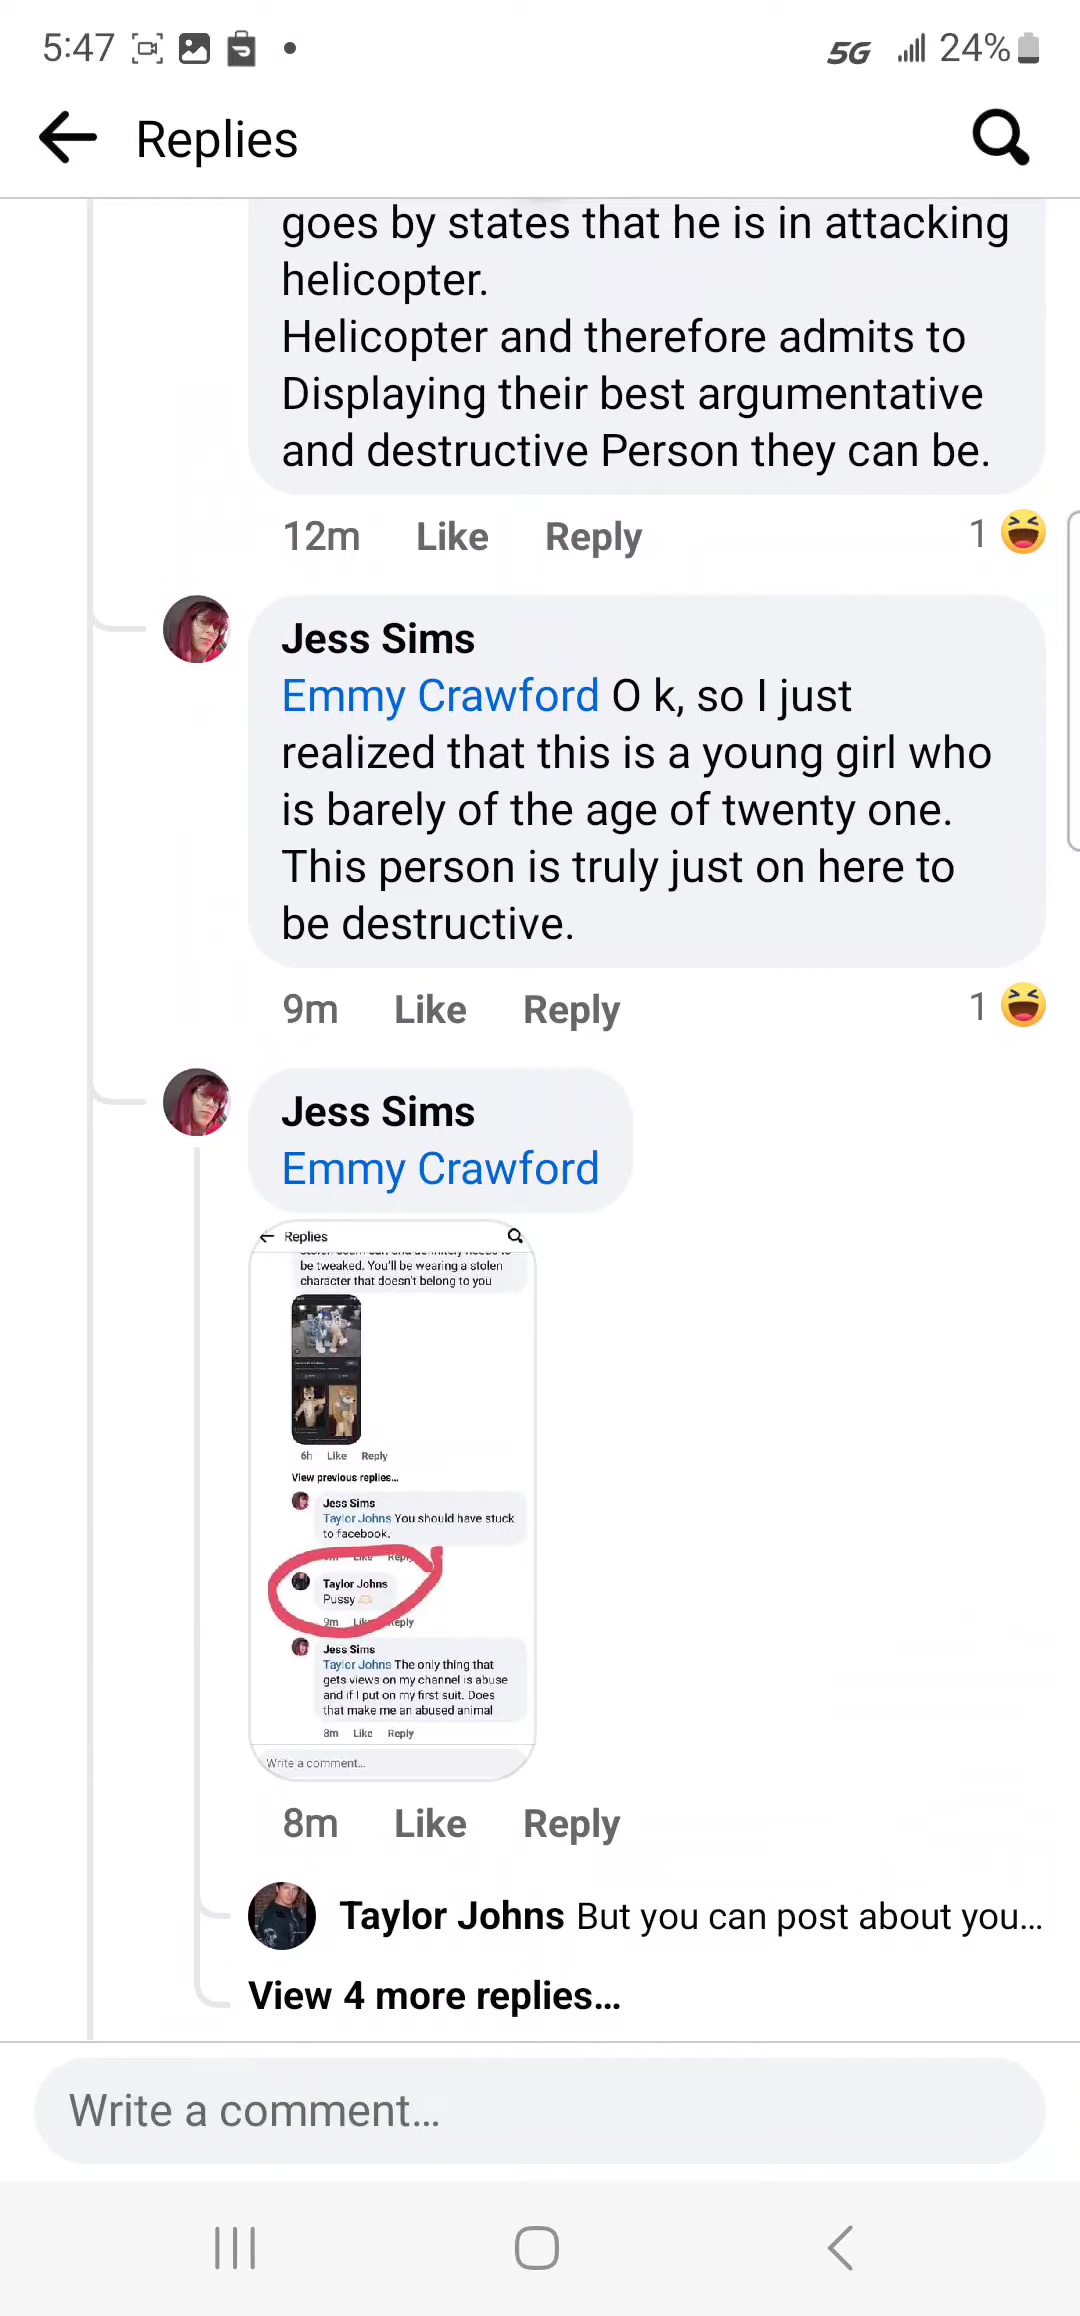 5:47
5G 24%
Replies
goes by states that he is in attacking
helicopter.
Helicopter and therefore admits to
Displaying their best argumentative
and destructive Person they can be.
12m Like Reply 1
Jess Sims
Emmy Crawford O k, so I just
realized that this is a young girl who
is barely of the age of twenty one.
This person is truly just on here to
be destructive.
9m Like Reply 1
Jess Sims
Emmy Crawford
Replies
be tweaked. You'll be wearing a stolen
character that doesn't belong to you
6h Like Reply
View previous replies...
Jess Sims
Taylor Johns You should have stuck
to facebook.
Like Reply
Taylor Johns
Pussy
9m Like Reply
Jess Sims
Taylor Johns The only thing that
gets views on my channel is abuse
and if I put on my first suit. Does
that make me an abused animal
8m Like Reply
Write a comment...
8m Like Reply
Taylor Johns But you can post about you...
View 4 more replies...
Write a comment...